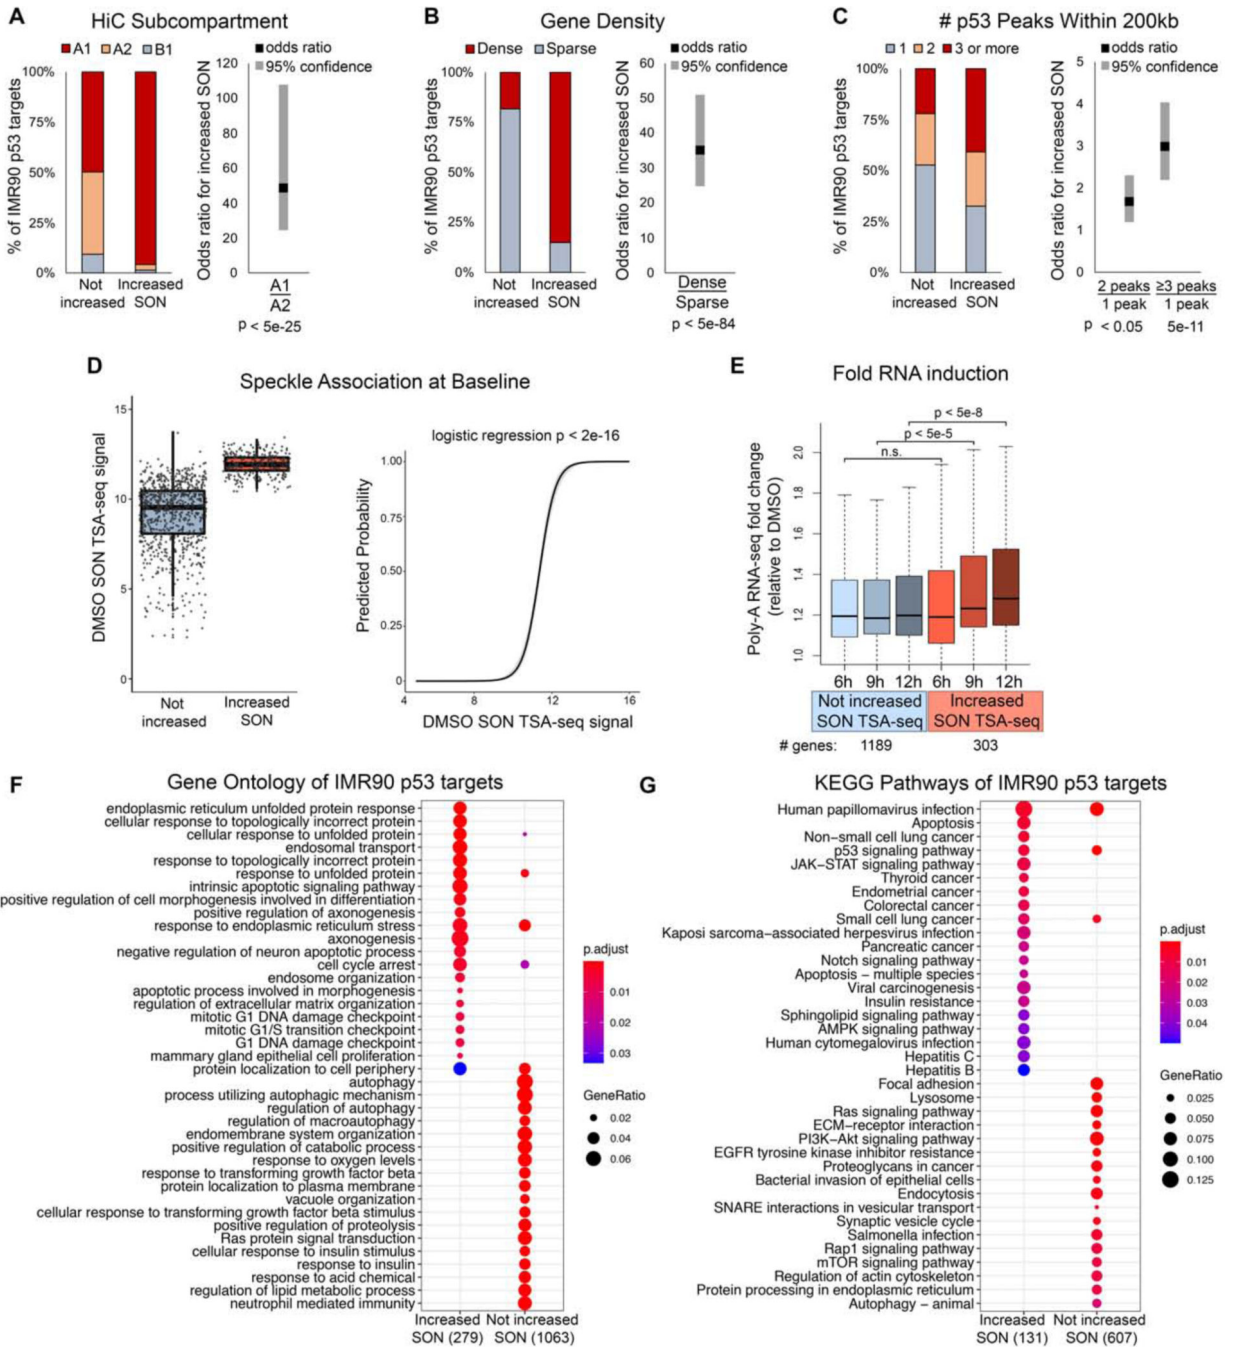 A
HiC Subcompartment
A1 A2 B1
% of IMR90 p53 targets
100%
75%
50%
25%
0%
Not increased
Increased SON
odds ratio
95% confidence
Odds ratio for increased SON
120
100
80
60
40
20
0
A1
A2
p < 5e-25
B
Gene Density
Dense Sparse
% of IMR90 p53 targets
100%
75%
50%
25%
0%
Not increased
Increased SON
odds ratio
95% confidence
Odds ratio for increased SON
60
50
40
30
20
10
0
Dense
Sparse
p < 5e-84
C
# p53 Peaks Within 200kb
1 2 3 or more
% of IMR90 p53 targets
100%
75%
50%
25%
0%
Not increased
Increased SON
odds ratio
95% confidence
Odds ratio for increased SON
5
4
3
2
1
0
2 peaks
1 peak
≥3 peaks
1 peak
p < 0.05 5e-11
D
Speckle Association at Baseline
DMSO SON TSA-seq signal
15
10
5
0
Not increased
Increased SON
logistic regression p < 2e-16
Predicted Probability
1.00
0.75
0.50
0.25
0
4 8 12 16
DMSO SON TSA-seq signal
E
Fold RNA induction
p < 5e-8
p < 5e-5
n.s.
Poly-A RNA-seq fold change
(relative to DMSO)
2.0
1.8
1.6
1.4
1.2
1.0
6h 9h 12h 6h 9h 12h
Not increased SON TSA-seq
Increased SON TSA-seq
# genes: 1189 303
F
Gene Ontology of IMR90 p53 targets
endoplasmic reticulum unfolded protein response
cellular response to topologically incorrect protein
cellular response to unfolded protein
endosomal transport
response to topologically incorrect protein
response to unfolded protein
intrinsic apoptotic signaling pathway
positive regulation of cell morphogenesis involved in differentiation
positive regulation of axonogenesis
response to endoplasmic reticulum stress
axonogenesis
negative regulation of neuron apoptotic process
cell cycle arrest
endosome organization
apoptotic process involved in morphogenesis
regulation of extracellular matrix organization
mitotic G1 DNA damage checkpoint
mitotic G1/S transition checkpoint
G1 DNA damage checkpoint
mammary gland epithelial cell proliferation
protein localization to cell periphery
autophagy
process utilizing autophagic mechanism
regulation of autophagy
regulation of macroautophagy
endomembrane system organization
positive regulation of catabolic process
response to oxygen levels
response to transforming growth factor beta
protein localization to plasma membrane
vacuole organization
cellular response to transforming growth factor beta stimulus
positive regulation of proteolysis
Ras protein signal transduction
cellular response to insulin stimulus
response to insulin
response to acid chemical
regulation of lipid metabolic process
neutrophil mediated immunity
Increased SON (279)
Not increased SON (1063)
p.adjust
0.01
0.02
0.03
GeneRatio
0.02
0.04
0.06
G
KEGG Pathways of IMR90 p53 targets
Human papillomavirus infection
Apoptosis
Non−small cell lung cancer
p53 signaling pathway
JAK−STAT signaling pathway
Thyroid cancer
Endometrial cancer
Colorectal cancer
Small cell lung cancer
Kaposi sarcoma−associated herpesvirus infection
Pancreatic cancer
Notch signaling pathway
Apoptosis − multiple species
Viral carcinogenesis
Insulin resistance
Sphingolipid signaling pathway
AMPK signaling pathway
Human cytomegalovirus infection
Hepatitis C
Hepatitis B
Focal adhesion
Lysosome
Ras signaling pathway
ECM−receptor interaction
PI3K−Akt signaling pathway
EGFR tyrosine kinase inhibitor resistance
Proteoglycans in cancer
Bacterial invasion of epithelial cells
Endocytosis
SNARE interactions in vesicular transport
Synaptic vesicle cycle
Salmonella infection
Rap1 signaling pathway
mTOR signaling pathway
Regulation of actin cytoskeleton
Protein processing in endoplasmic reticulum
Autophagy − animal
Increased SON (131)
Not increased SON (607)
p.adjust
0.01
0.02
0.03
0.04
GeneRatio
0.025
0.050
0.075
0.100
0.125